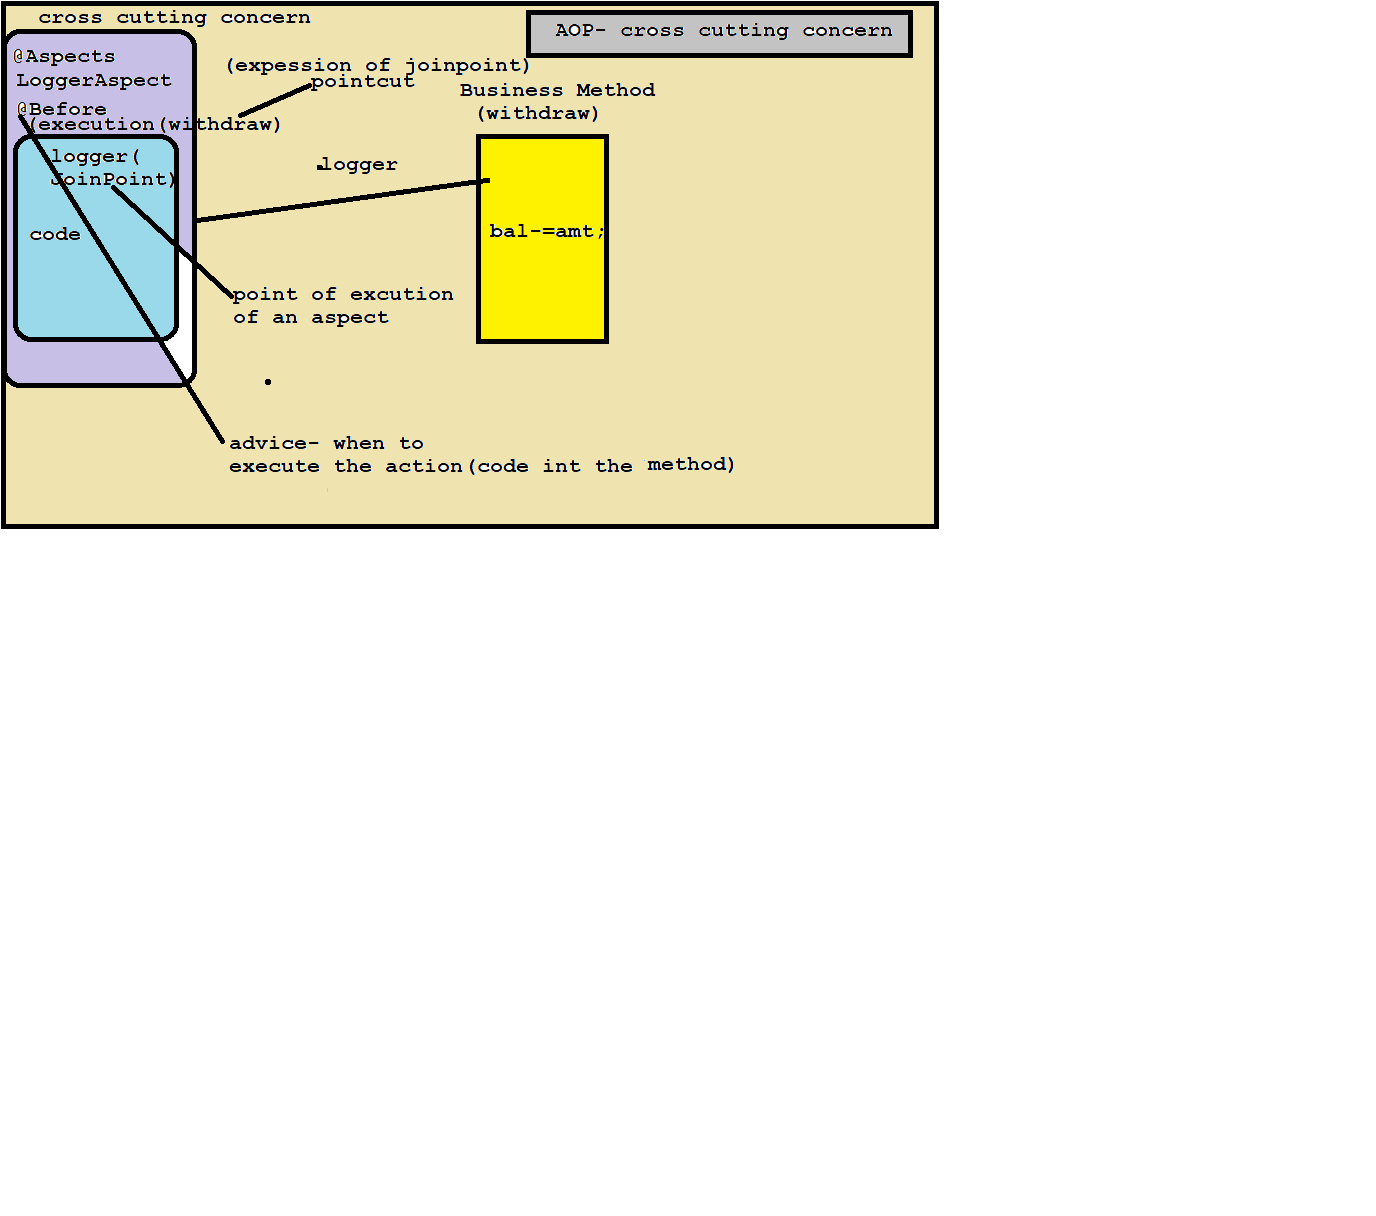 cross cutting concern
AOP- cross cutting concern
@Aspects
LoggerAspect
@Before
(execution(withdraw)
(expession of joinpoint)
pointcut
Business Method
(withdraw)
logger(
JoinPoint)
code
logger
bal-=amt;
point of excution
of an aspect
advice- when to
execute the action(code int the method)